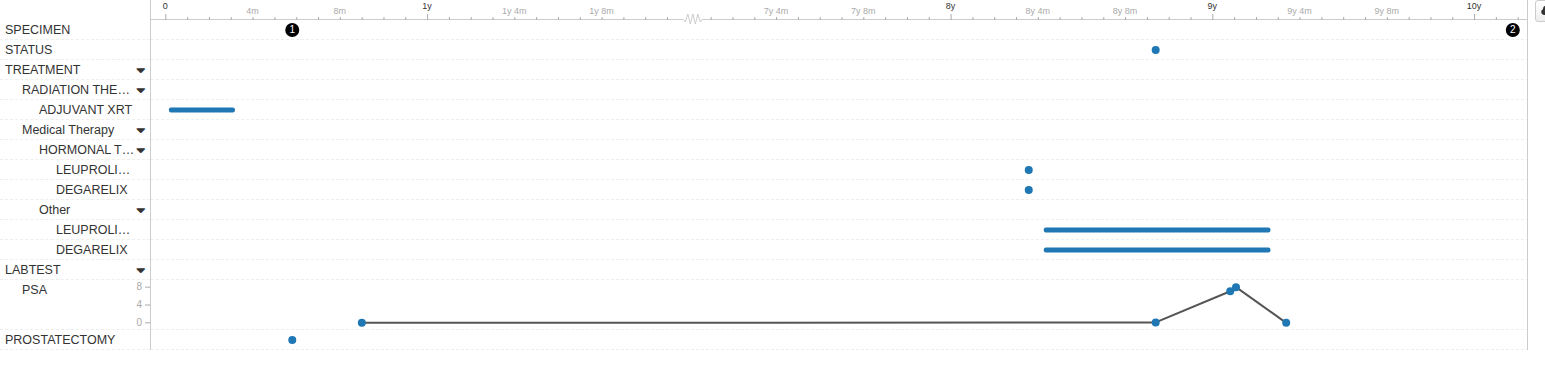 0 4m 8m 1y 1y 4m 1y 8m 7y 4m 7y 8m 8y 8y 4m 8y 8m 9y 9y 4m 9y 8m 10y
SPECIMEN 1 2
STATUS
TREATMENT
RADIATION THE...
ADJUVANT XRT
Medical Therapy
HORMONAL T...
LEUPROLI...
DEGARELIX
Other
LEUPROLI...
DEGARELIX
LABTEST
PSA 8
4
0
PROSTATECTOMY